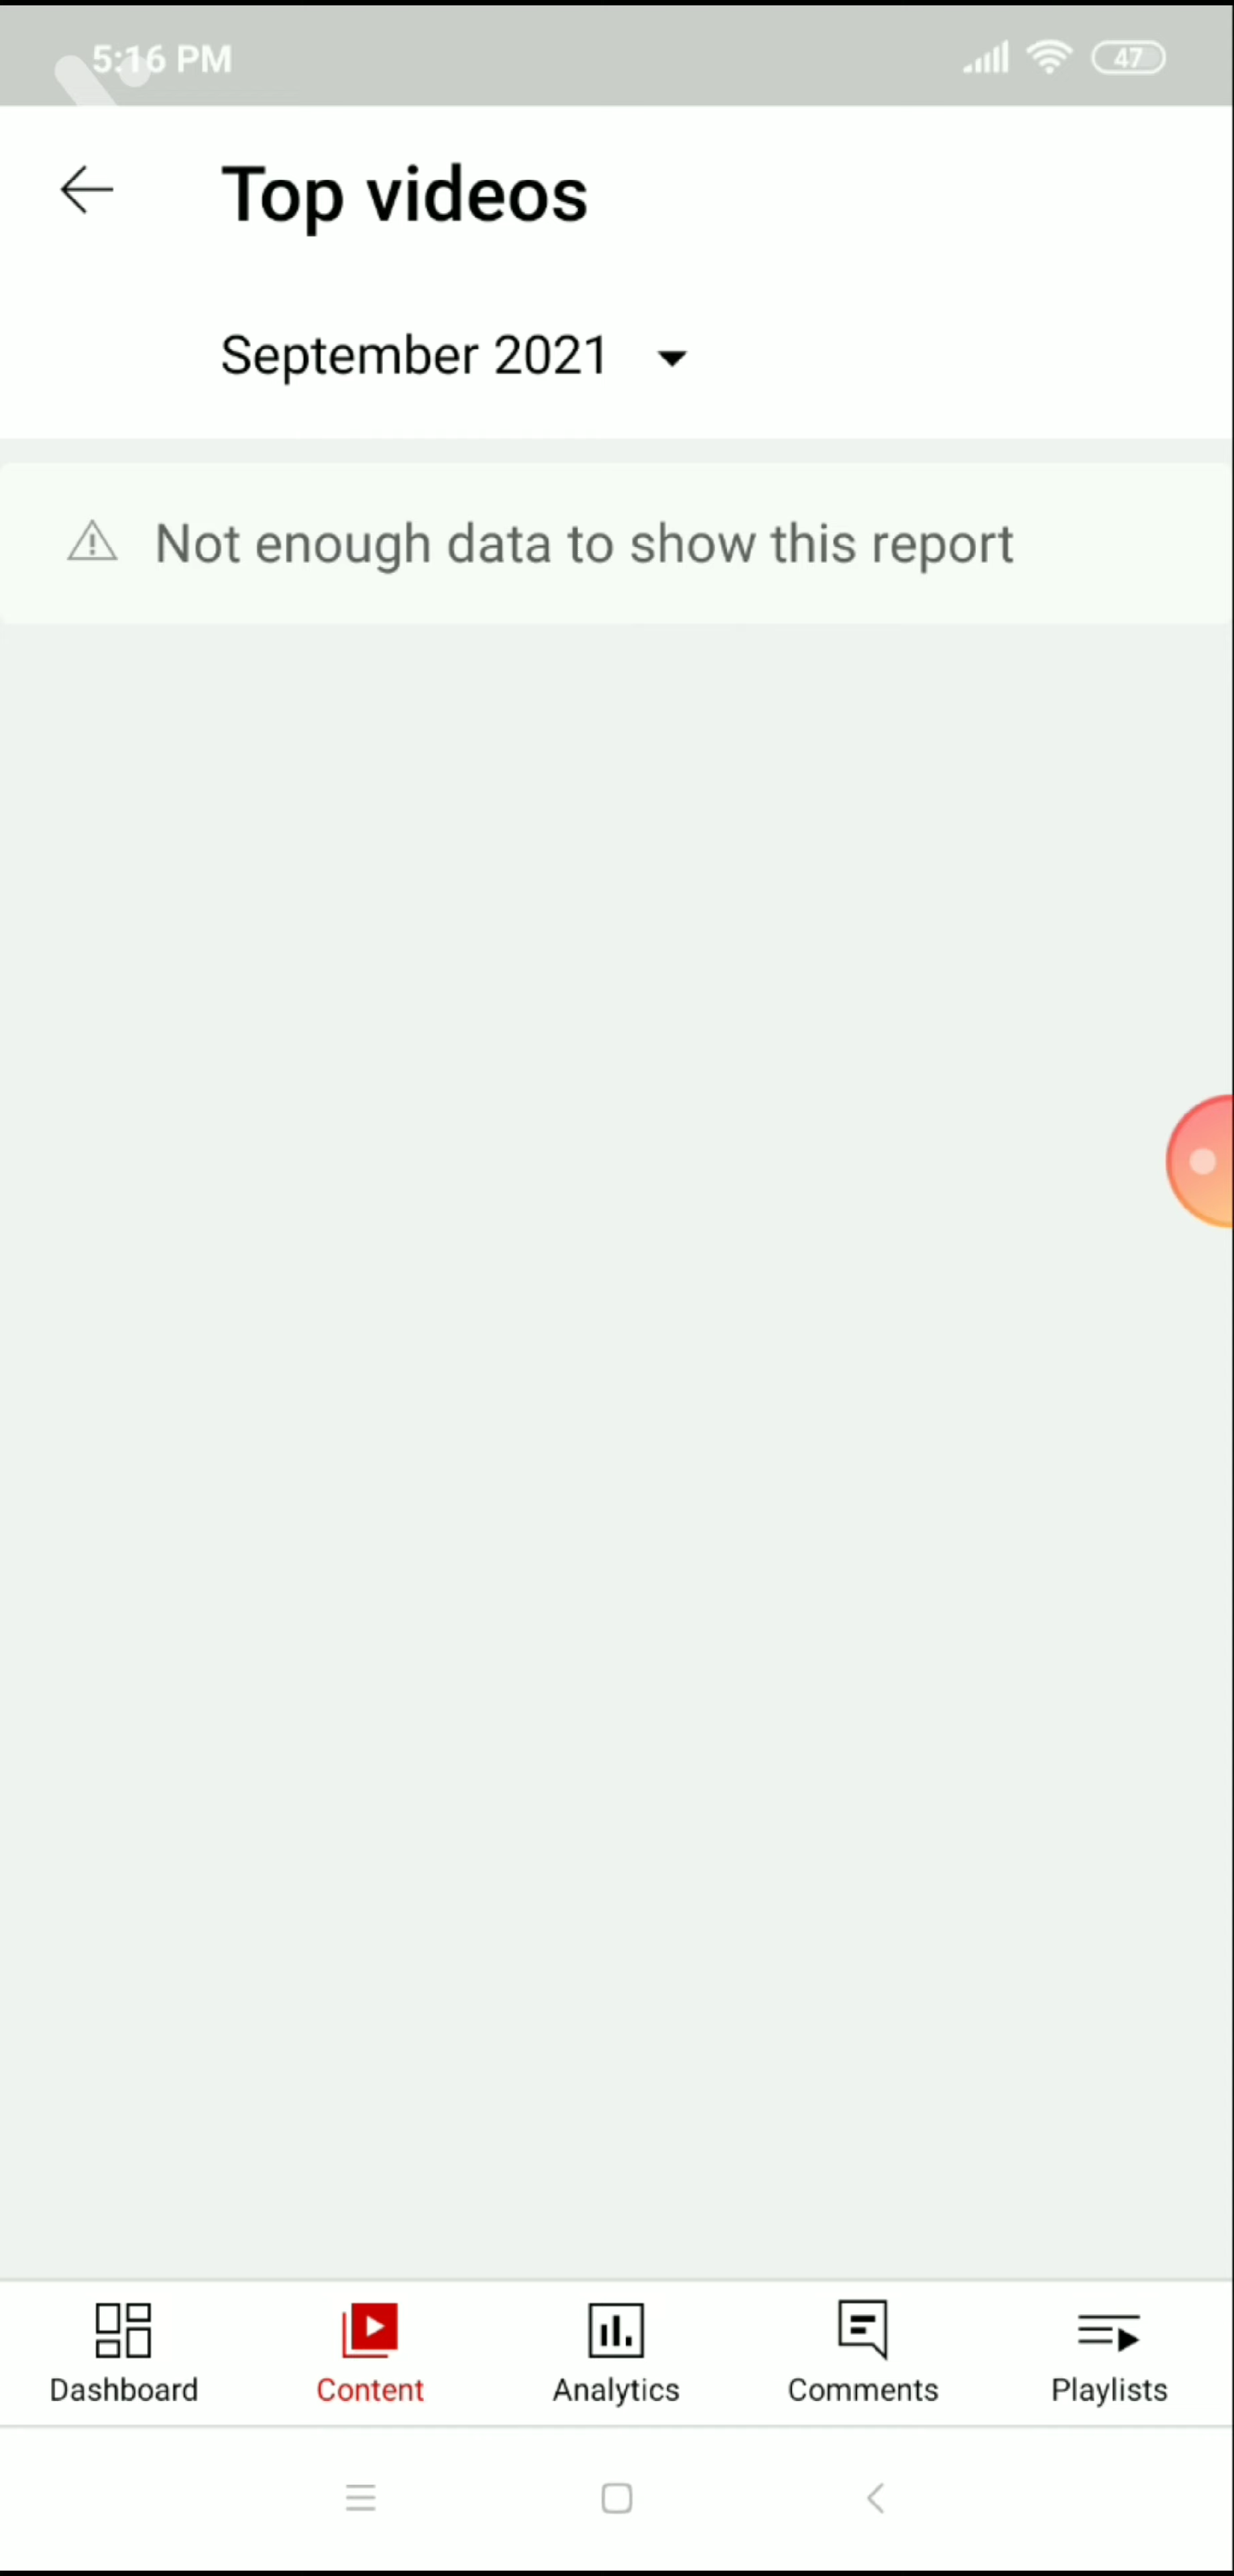 5:16 PM
47
Top videos
September 2021
Not enough data to show this report
Dashboard
Content
Analytics
Comments
Playlists